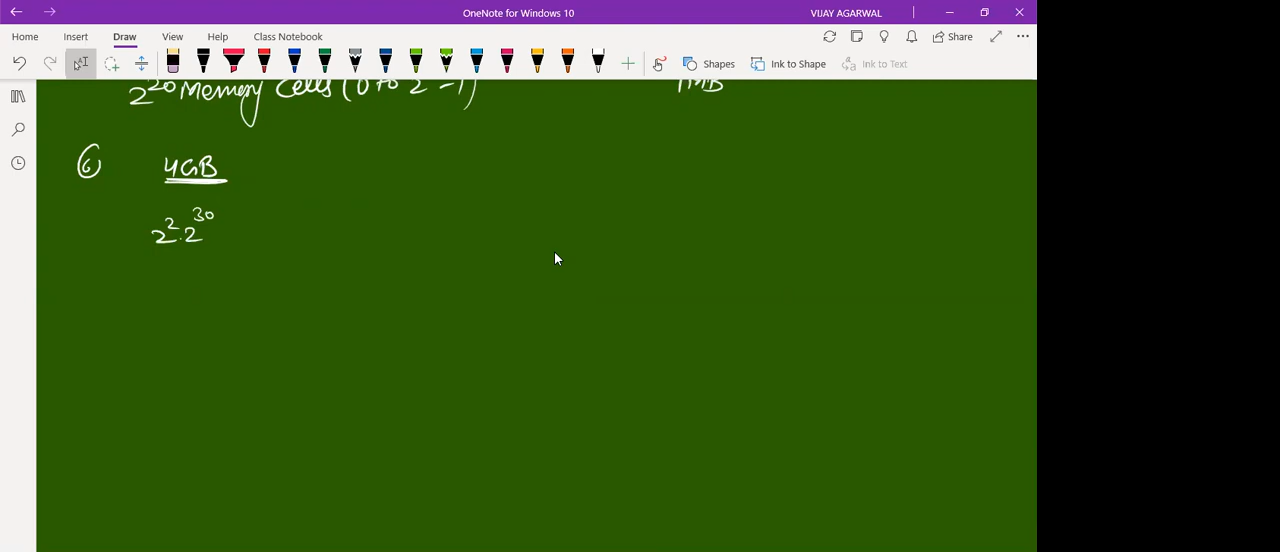 OneNote for Windows 10
VIJAY AGARWAL
Home Insert Draw View Help Class Notebook
Share
Shapes Ink to Shape Ink to Text
2^20 Memory Cells (0 to 2 -1)
1MB
6 4GB
2^2 . 2^30